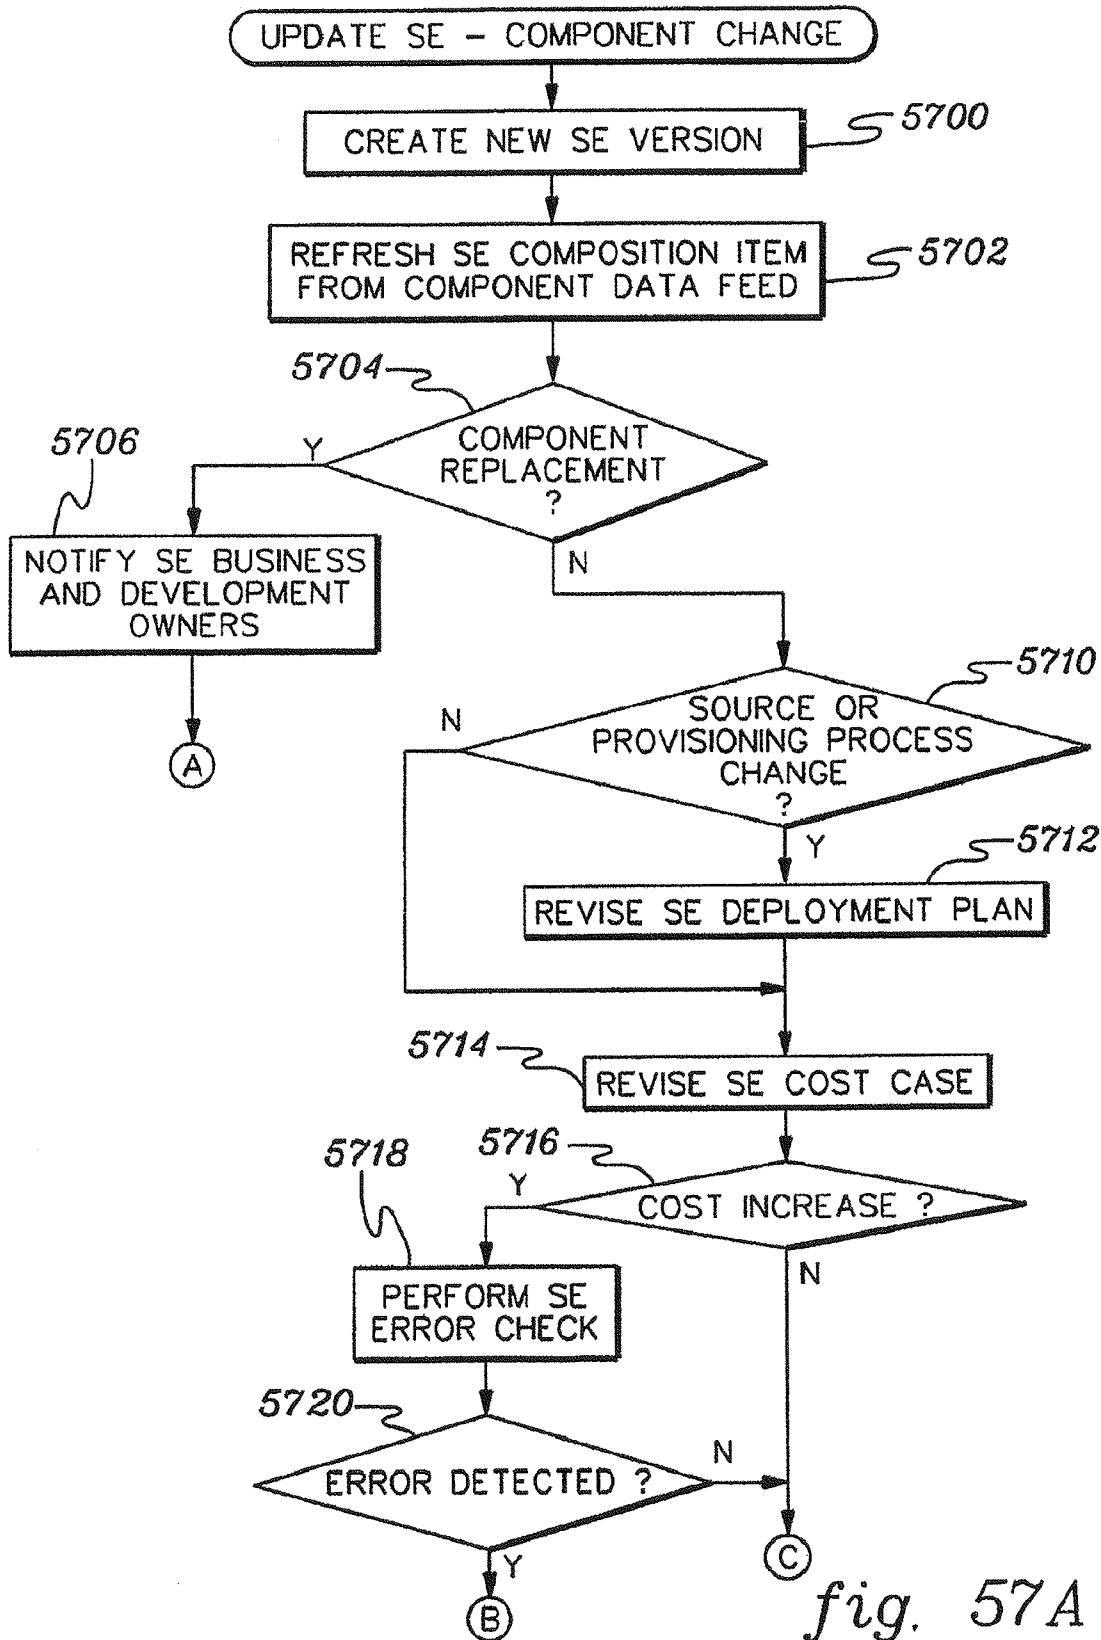 UPDATE SE – COMPONENT CHANGE
5700
CREATE NEW SE VERSION
5702
REFRESH SE COMPOSITION ITEM
FROM COMPONENT DATA FEED
5704
COMPONENT
REPLACEMENT
?
Y
N
5706
NOTIFY SE BUSINESS
AND DEVELOPMENT
OWNERS
A
5710
SOURCE OR
PROVISIONING PROCESS
CHANGE
?
N
Y
5712
REVISE SE DEPLOYMENT PLAN
5714
REVISE SE COST CASE
5716
COST INCREASE ?
Y
N
5718
PERFORM SE
ERROR CHECK
5720
ERROR DETECTED ?
N
Y
C
B
fig. 57A